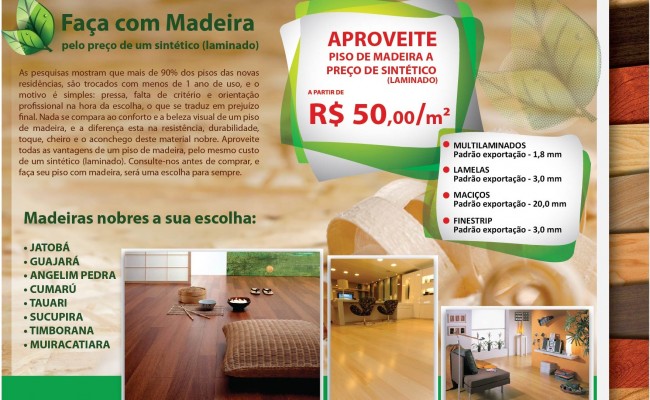 Faça com Madeira
pelo preço de um sintético (laminado)
As pesquisas mostram que mais de 90% dos pisos das novas
residências, são trocados com menos de 1 ano de uso, e o
motivo é simples: pressa, falta de critério e orientação
profissional na hora da escolha, o que se traduz em prejuízo
final. Nada se compara ao conforto e a beleza visual de um piso
de madeira, e a diferença esta na resistência, durabilidade,
toque, cheiro e o aconchego deste material nobre. Aproveite
todas as vantagens de um piso de madeira, pelo mesmo custo
de um sintético (laminado). Consulte-nos antes de comprar, e
faça seu piso com madeira, será uma escolha para sempre.
APROVEITE
PISO DE MADEIRA A
PREÇO DE SINTÉTICO
(LAMINADO)
A PARTIR DE
R$ 50,00/m²
MULTILAMINADOS
Padrão exportação - 1,8 mm
LAMELAS
Padrão exportação - 3,0 mm
MACIÇOS
Padrão exportação - 20,0 mm
FINESTRIP
Padrão exportação - 3,0 mm
Madeiras nobres a sua escolha:
• JATOBÁ
• GUAJARÁ
• ANGELIM PEDRA
• CUMARÚ
• TAUARI
• SUCUPIRA
• TIMBORANA
• MUIRACATIARA